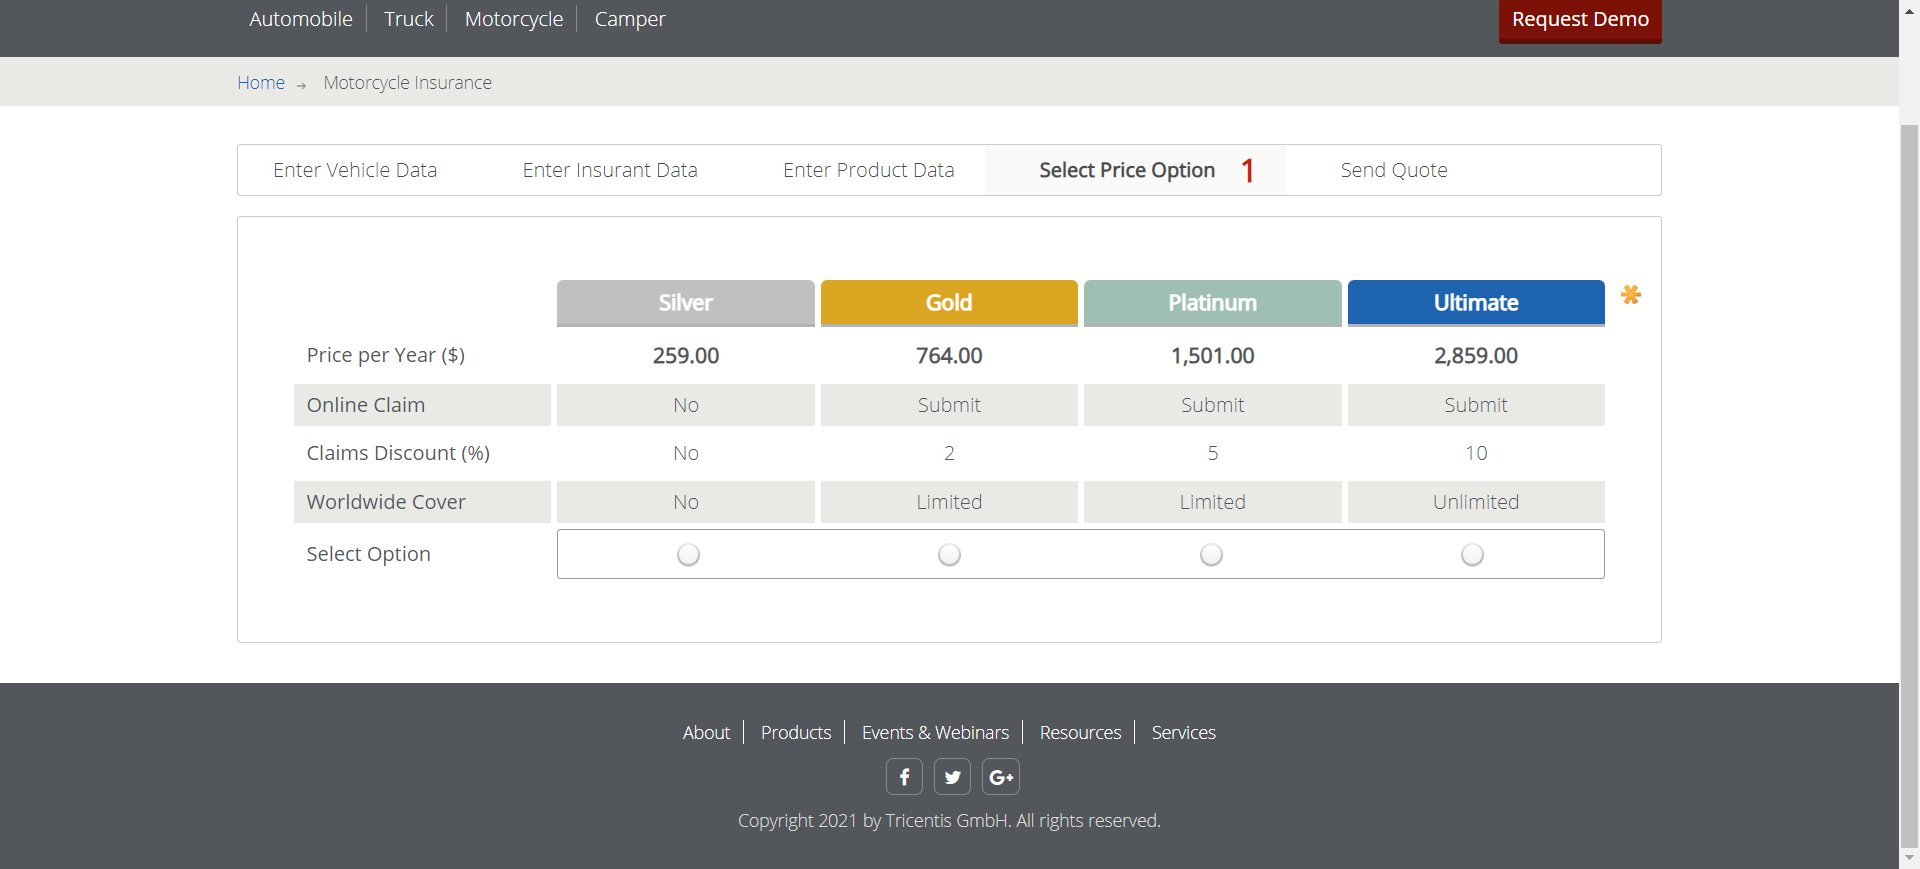 Automobile Truck Motorcycle Camper Request Demo
Home → Motorcycle Insurance
Enter Vehicle Data Enter Insurant Data Enter Product Data Select Price Option 1 Send Quote
Silver Gold Platinum Ultimate *
Price per Year ($) 259.00 764.00 1,501.00 2,859.00
Online Claim No Submit Submit Submit
Claims Discount (%) No 2 5 10
Worldwide Cover No Limited Limited Unlimited
Select Option
About Products Events & Webinars Resources Services
f G+
Copyright 2021 by Tricentis GmbH. All rights reserved.